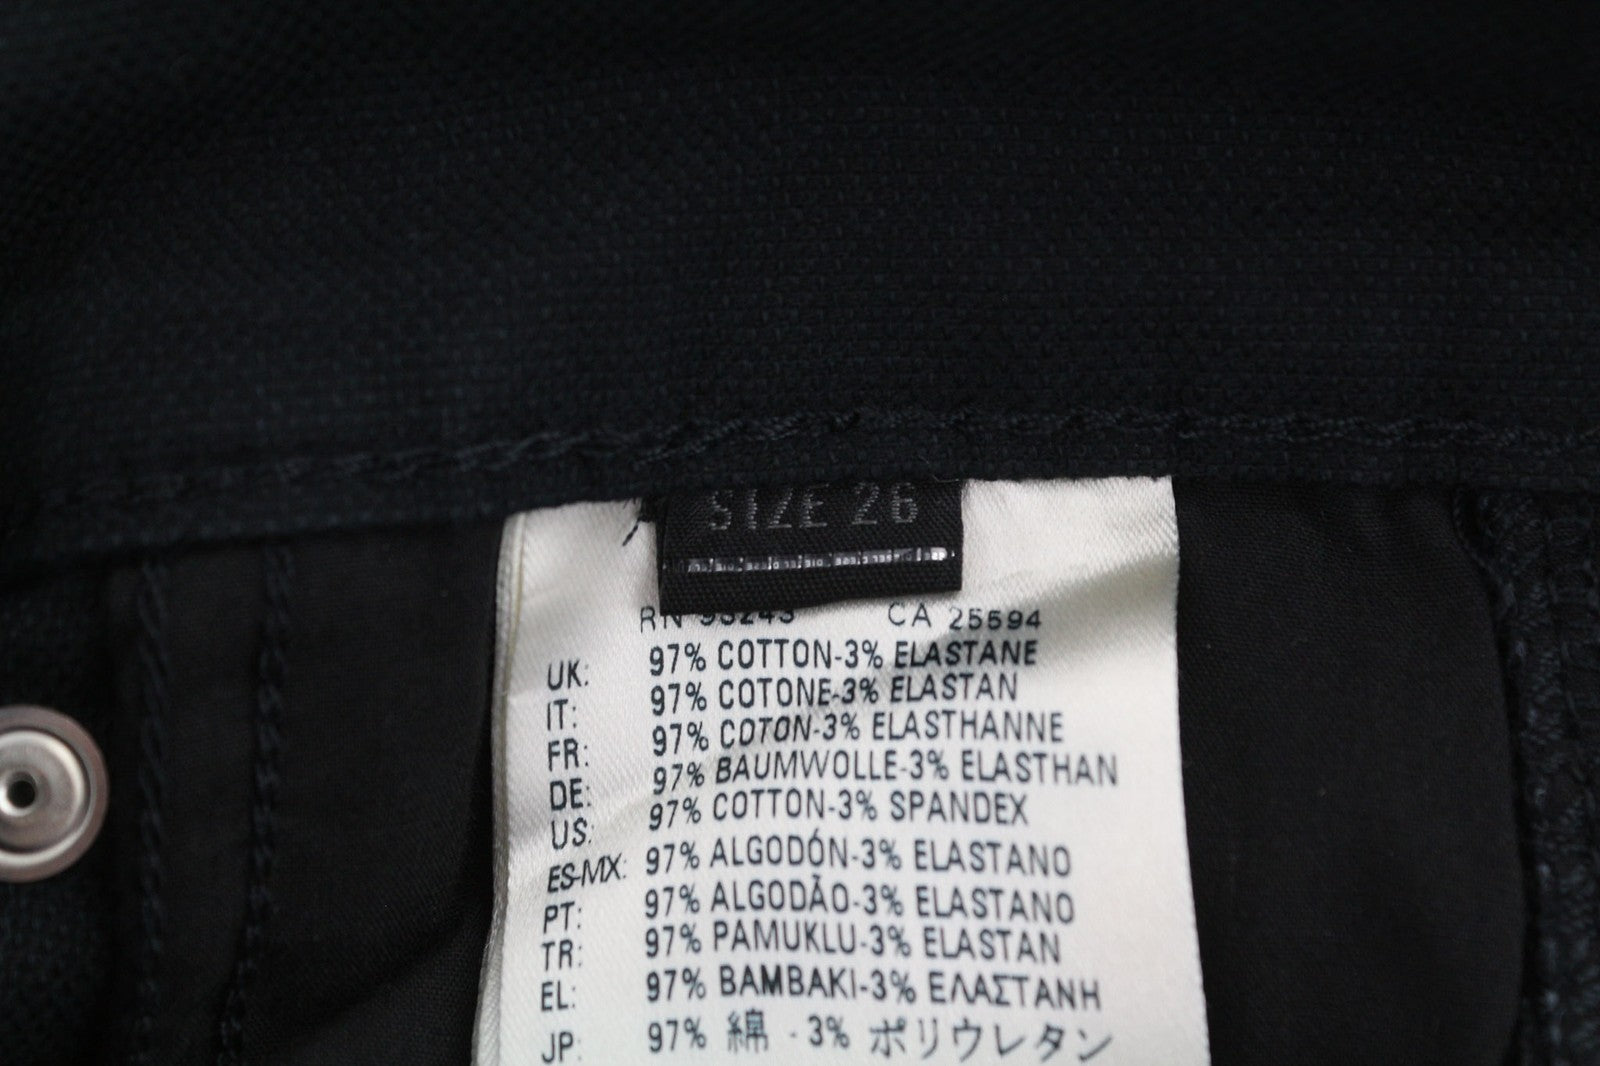 SIZE 26
RN 93243 CA 25594
UK: 97% COTTON-3% ELASTANE
IT: 97% COTONE-3% ELASTAN
FR: 97% COTON-3% ELASTHANNE
DE: 97% BAUMWOLLE-3% ELASTHAN
US: 97% COTTON-3% SPANDEX
ES-MX: 97% ALGODÓN-3% ELASTANO
PT: 97% ALGODÃO-3% ELASTANO
TR: 97% PAMUKLU-3% ELASTAN
EL: 97% BAMBAKI-3% ΕΛΑΣΤΑΝΗ
JP: 97% 綿 - 3% ポリウレタン